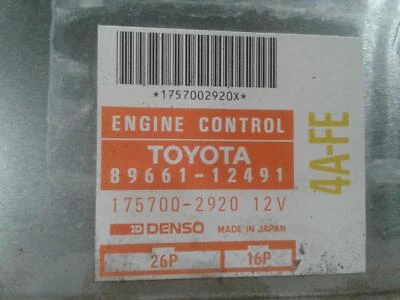 *1757002920X*
ENGINE CONTROL
TOYOTA
89661-12491
175700-2920 12V
DENSO MADE IN JAPAN
26P 16P
4A-FE